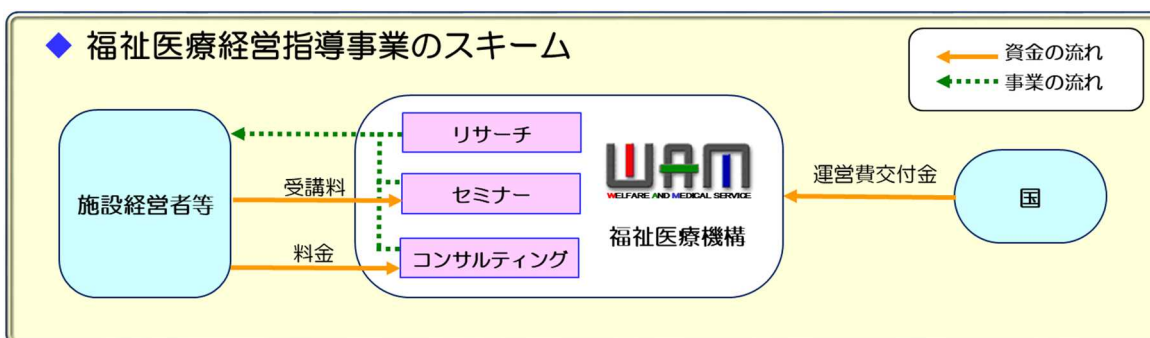 ◆ 福祉医療経営指導事業のスキーム
資金の流れ
事業の流れ
施設経営者等
受講料
料金
リサーチ
セミナー
コンサルティング
WAM
WELFARE AND MEDICAL SERVICE
福祉医療機構
運営費交付金
国